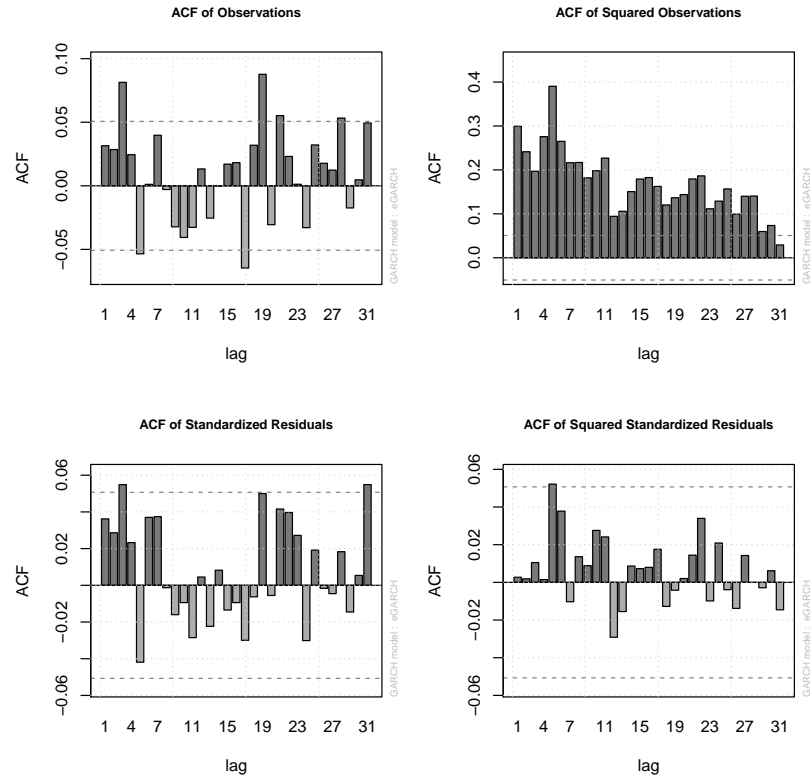 ACF of Observations
ACF
0.10
0.05
0.00
−0.05
1 4 7 11 15 19 23 27 31
lag
GARCH model : eGARCH
ACF of Squared Observations
ACF
0.4
0.3
0.2
0.1
0.0
1 4 7 11 15 19 23 27 31
lag
GARCH model : eGARCH
ACF of Standardized Residuals
ACF
0.06
0.02
−0.02
−0.06
1 4 7 11 15 19 23 27 31
lag
GARCH model : eGARCH
ACF of Squared Standardized Residuals
ACF
0.06
0.02
−0.02
−0.06
1 4 7 11 15 19 23 27 31
lag
GARCH model : eGARCH